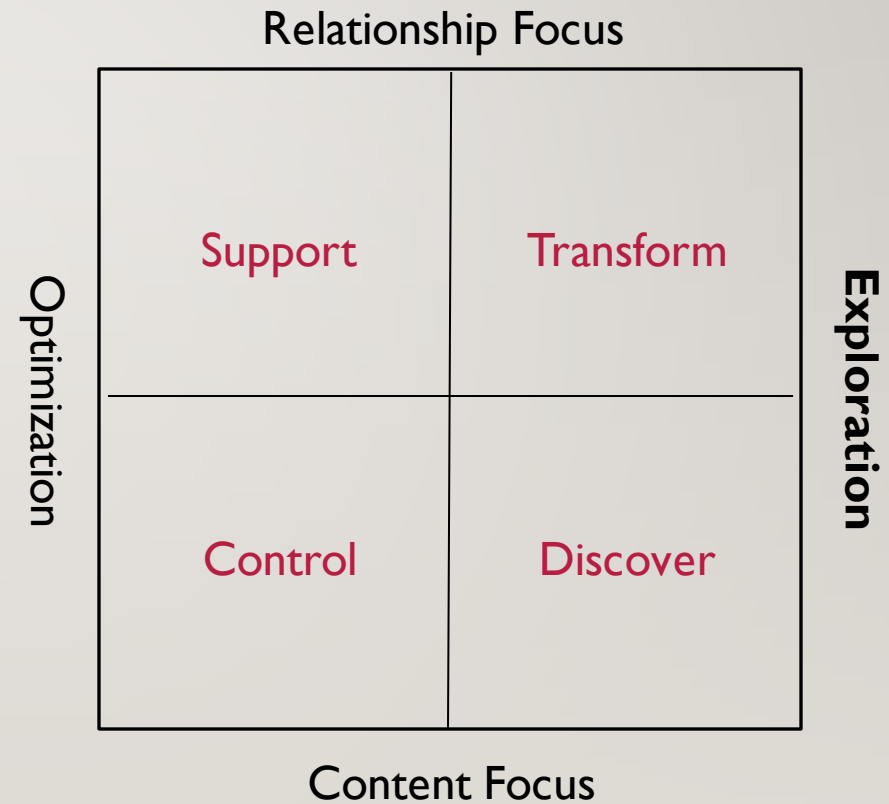 Relationship Focus
Support
Transform
Optimization
Exploration
Control
Discover
Content Focus